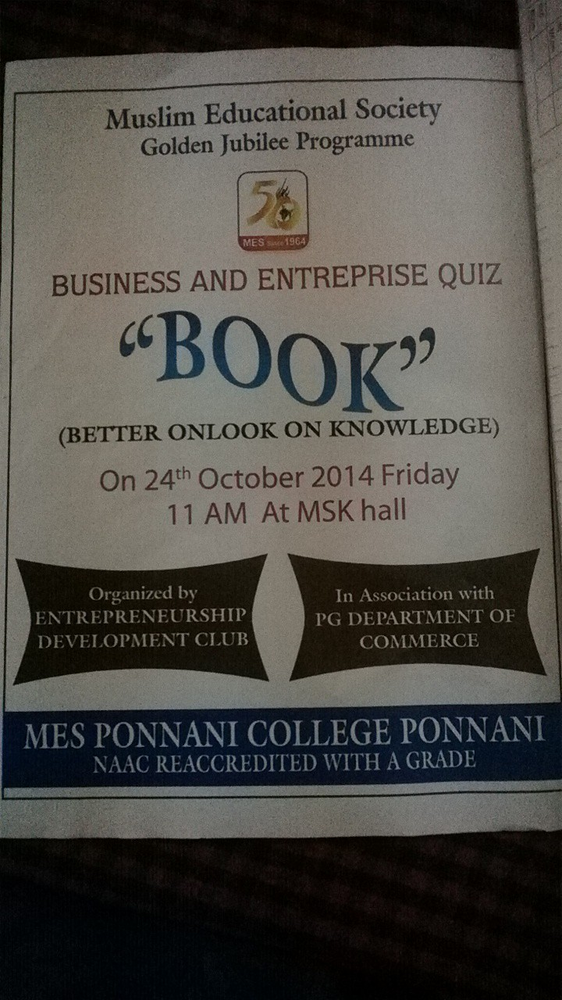 Muslim Educational Society
Golden Jubilee Programme
50
MES Since 1964
BUSINESS AND ENTREPRISE QUIZ
“BOOK”
(BETTER ONLOOK ON KNOWLEDGE)
On 24th October 2014 Friday
11 AM At MSK hall
Organized by
ENTREPRENEURSHIP
DEVELOPMENT CLUB
In Association with
PG DEPARTMENT OF
COMMERCE
MES PONNANI COLLEGE PONNANI
NAAC REACCREDITED WITH A GRADE